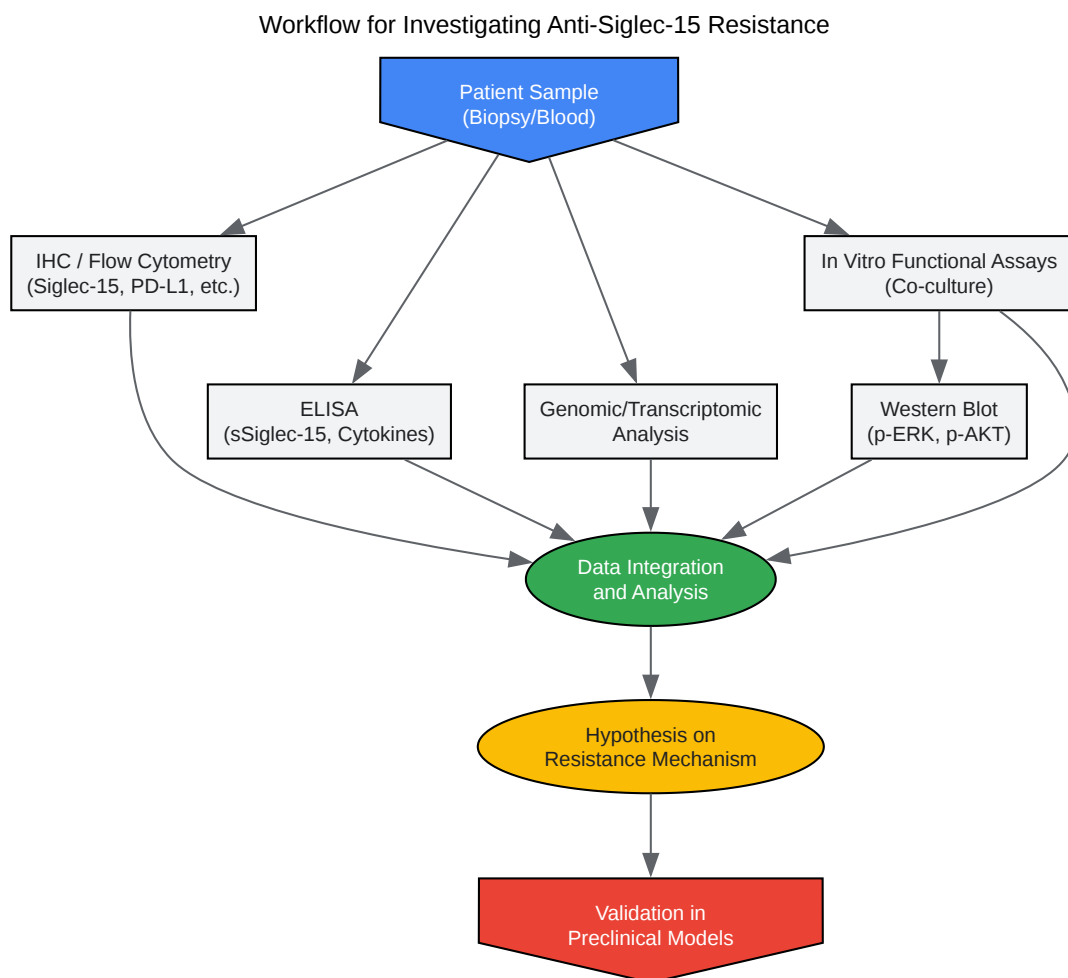 Workflow for Investigating Anti-Siglec-15 Resistance
Patient Sample
(Biopsy/Blood)
IHC / Flow Cytometry
(Siglec-15, PD-L1, etc.)
In Vitro Functional Assays
(Co-culture)
ELISA
(sSiglec-15, Cytokines)
Genomic/Transcriptomic
Analysis
Western Blot
(p-ERK, p-AKT)
Data Integration
and Analysis
Hypothesis on
Resistance Mechanism
Validation in
Preclinical Models